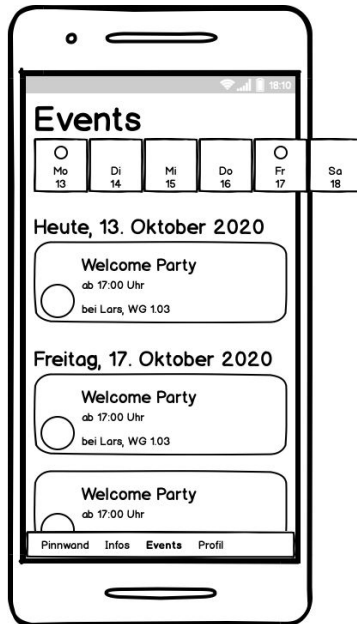 18:10
Events
Mo Di Mi Do Fr Sa
13 14 15 16 17 18
Heute, 13. Oktober 2020
Welcome Party
ab 17:00 Uhr
bei Lars, WG 1.03
Freitag, 17. Oktober 2020
Welcome Party
ab 17:00 Uhr
bei Lars, WG 1.03
Welcome Party
ab 17:00 Uhr
Pinnwand Infos Events Profil